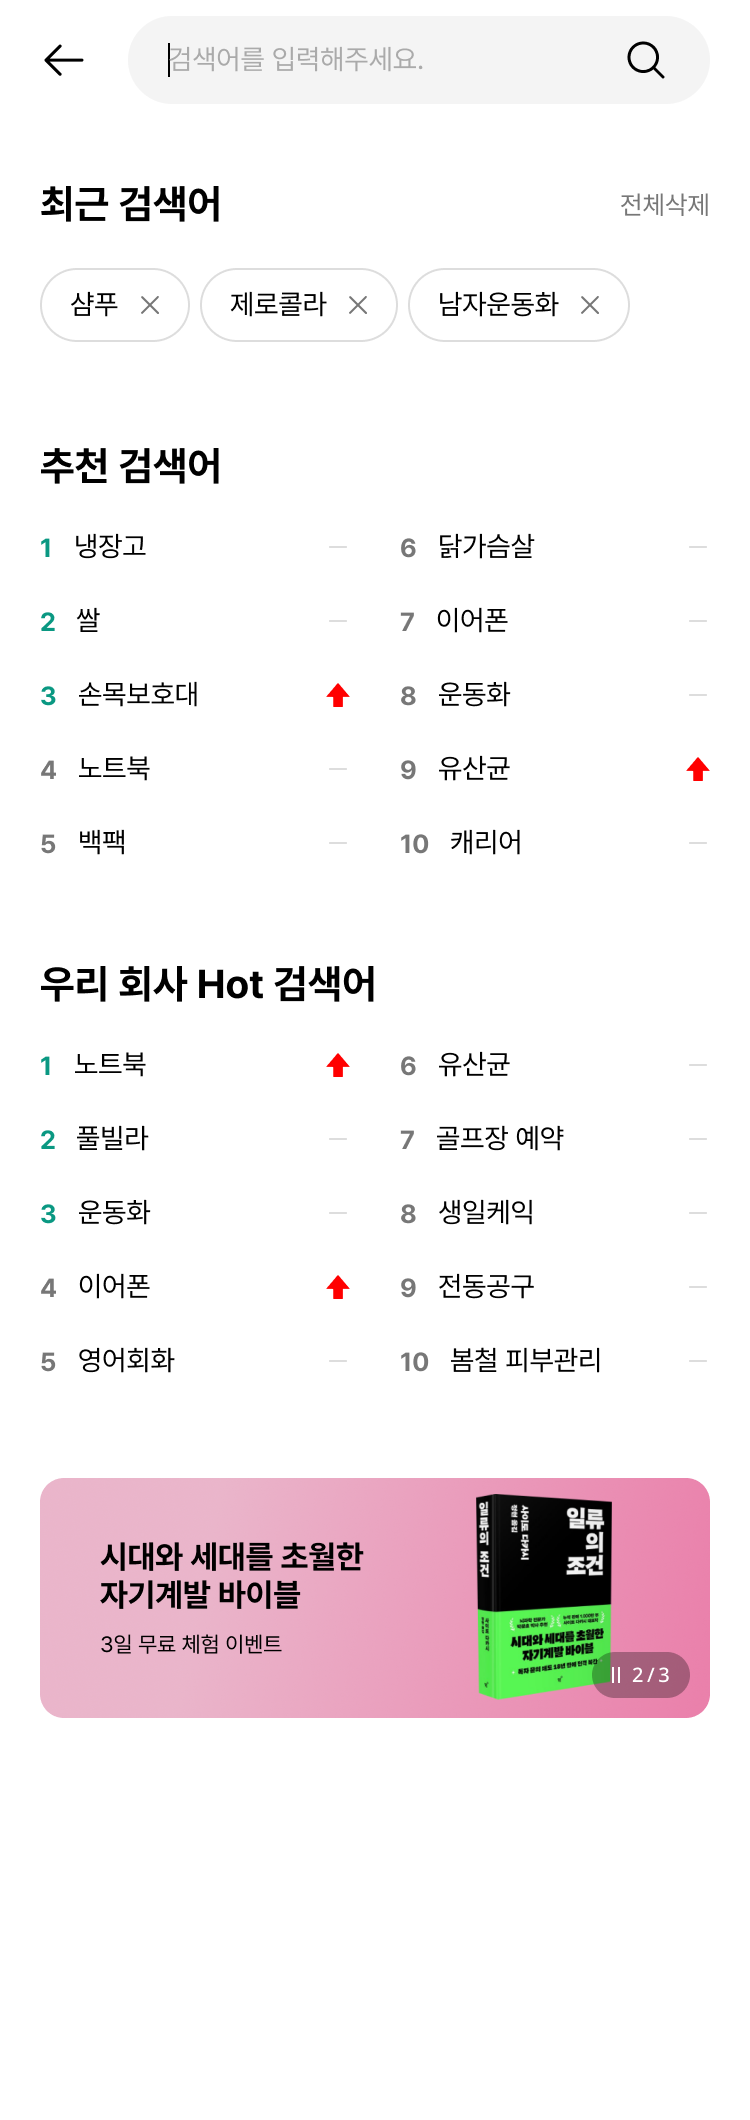 검색어를 입력해주세요.
최근 검색어
전체삭제
샴푸
제로콜라
남자운동화
추천 검색어
1 냉장고
2 쌀
3 손목보호대
4 노트북
5 백팩
6 닭가슴살
7 이어폰
8 운동화
9 유산균
10 캐리어
우리 회사 Hot 검색어
1 노트북
2 풀빌라
3 운동화
4 이어폰
5 영어회화
6 유산균
7 골프장 예약
8 생일케익
9 전동공구
10 봄철 피부관리
시대와 세대를 초월한
자기계발 바이블
3일 무료 체험 이벤트
일류의 조건
사이토 다카시
일류
의
조건
사이토 다카시
시대와 세대를 초월한
자기계발 바이블
2/3